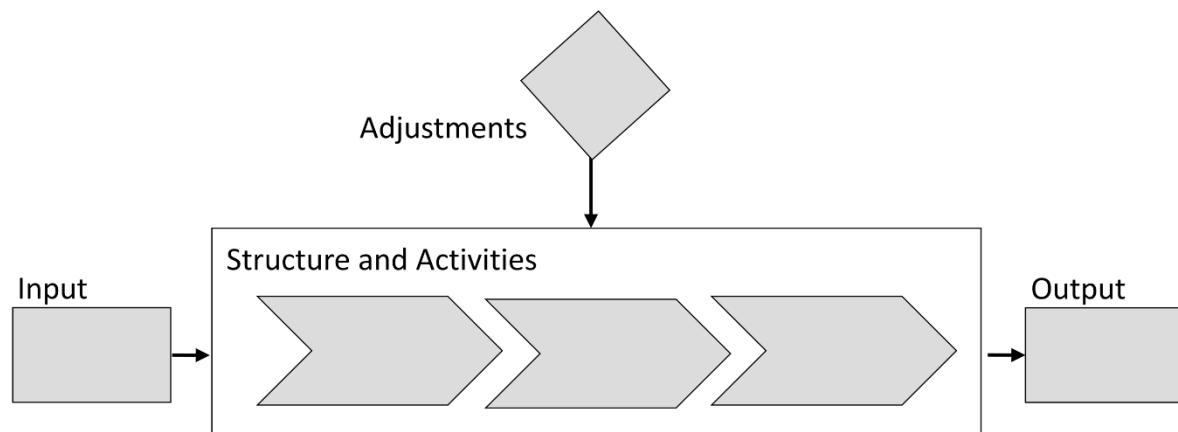 Adjustments
Structure and Activities
Input
Output